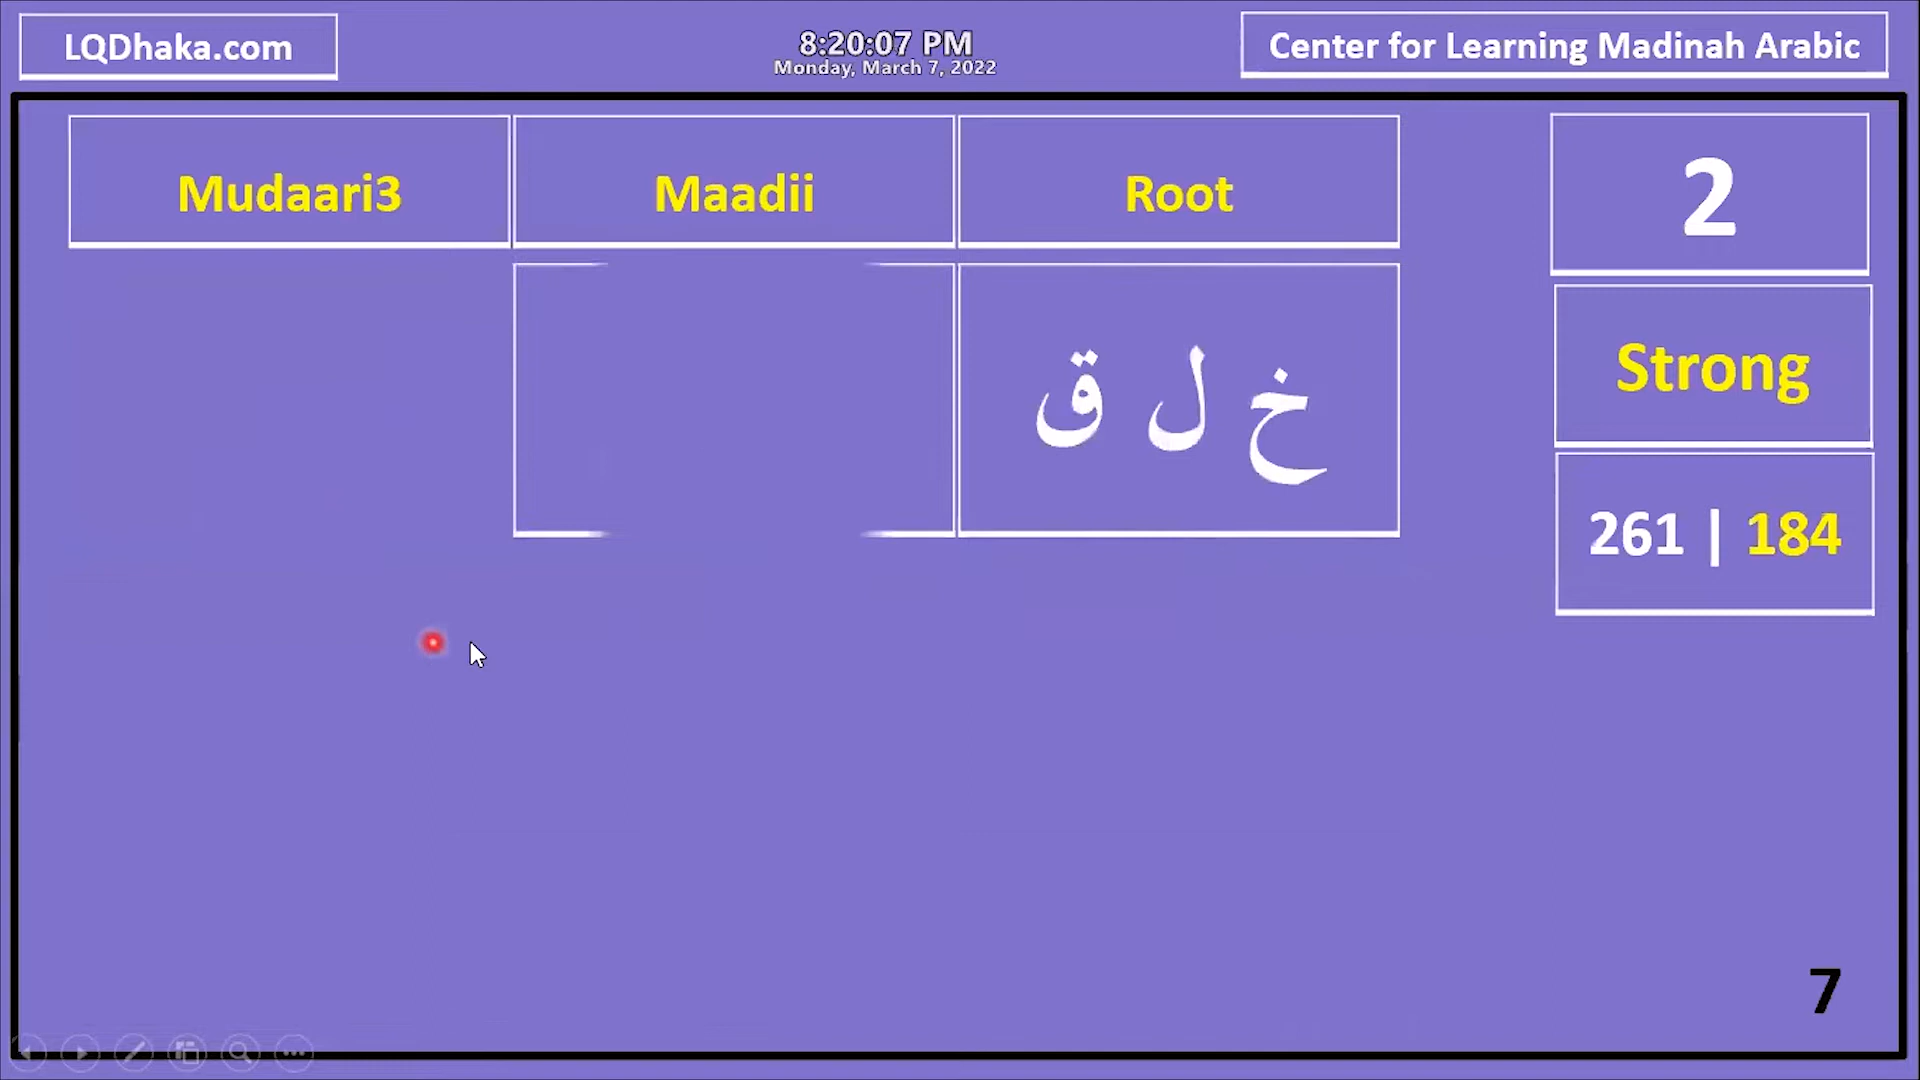 LQDhaka.com
8:20:07 PM
Monday, March 7, 2022
Center for Learning Madinah Arabic
Mudaari3
Maadii
Root
2
خ ل ق
Strong
261 | 184
7